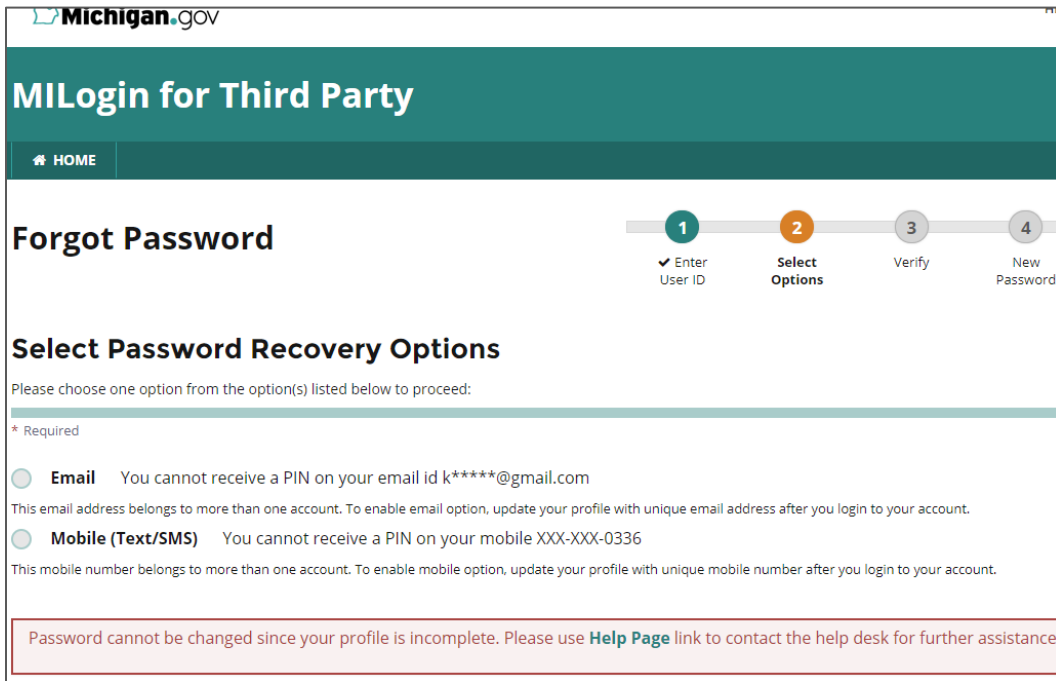 Michigan.gov
MILogin for Third Party
HOME
Forgot Password
1
2
3
4
✔ Enter
User ID
Select
Options
Verify
New
Password
Select Password Recovery Options
Please choose one option from the option(s) listed below to proceed:
* Required
Email You cannot receive a PIN on your email id k*****@gmail.com
This email address belongs to more than one account. To enable email option, update your profile with unique email address after you login to your account.
Mobile (Text/SMS) You cannot receive a PIN on your mobile XXX-XXX-0336
This mobile number belongs to more than one account. To enable mobile option, update your profile with unique mobile number after you login to your account.
Password cannot be changed since your profile is incomplete. Please use Help Page link to contact the help desk for further assistance